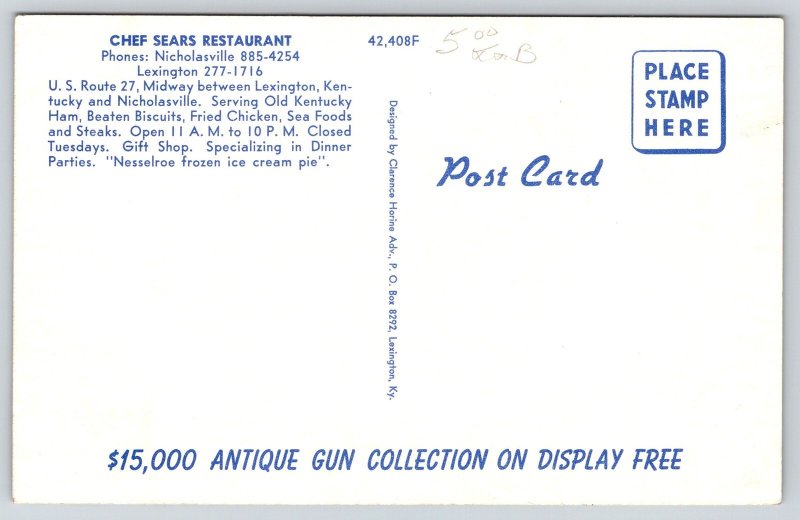 CHEF SEARS RESTAURANT
Phones: Nicholasville 885-4254
Lexington 277-1716
U. S. Route 27, Midway between Lexington, Ken-
tucky and Nicholasville. Serving Old Kentucky
Ham, Beaten Biscuits, Fried Chicken, Sea Foods
and Steaks. Open 11 A. M. to 10 P. M. Closed
Tuesdays. Gift Shop. Specializing in Dinner
Parties. "Nesselroe frozen ice cream pie".
42,408F
5 00
Designed by Clarence Horine Adv., P. O. Box 8292, Lexington, Ky.
PLACE
STAMP
HERE
Post Card
$15,000 ANTIQUE GUN COLLECTION ON DISPLAY FREE